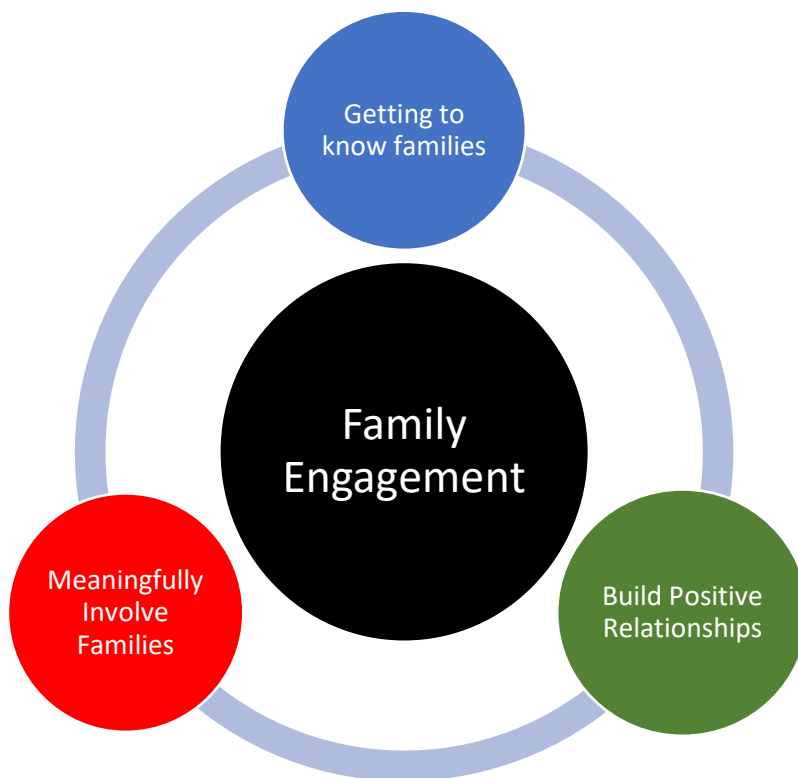 Getting to
know families
Family
Engagement
Meaningfully
Involve
Families
Build Positive
Relationships